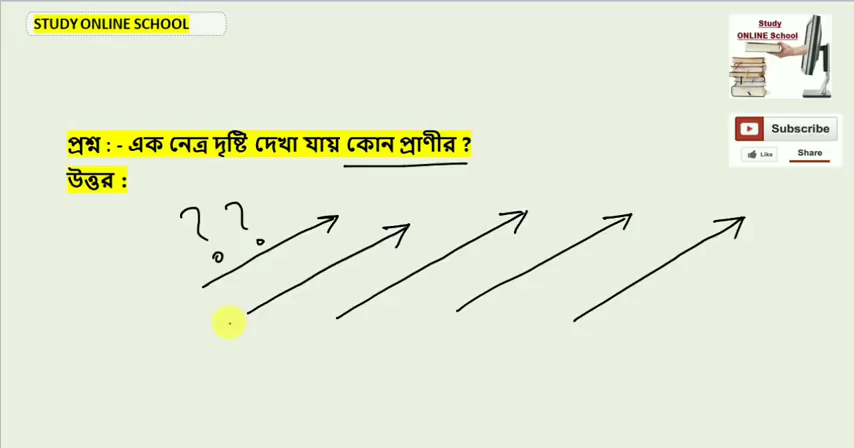 STUDY ONLINE SCHOOL
Study
ONLINE School
Subscribe
Like Share
প্রশ্ন : - এক নেত্র দৃষ্টি দেখা যায় কোন প্রাণীর ?
উত্তর :
? ?